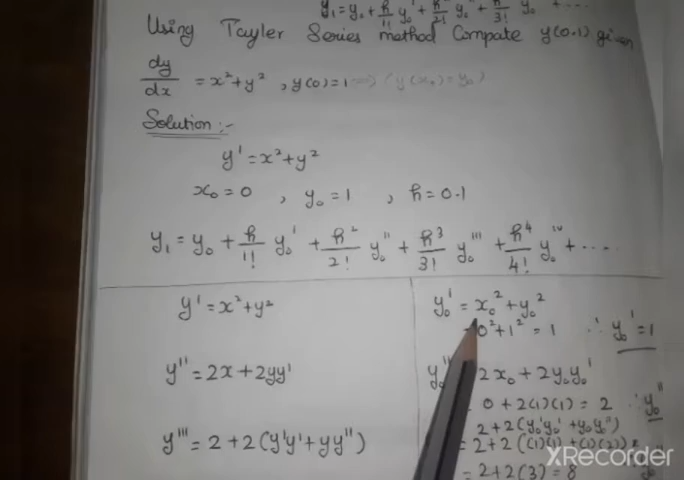 y₁ = y₀ + h/1! y₀' + h²/2! y₀'' + h³/3! y₀''' + ....
Using Tayler Series method Compute y(0.1) given
dy/dx = x² + y² , y(0) = 1 ⟹ (y(x₀) = y₀)
Solution :-
y' = x² + y²
x₀ = 0 , y₀ = 1 , h = 0.1
y₁ = y₀ + h/1! y₀' + h²/2! y₀'' + h³/3! y₀''' + h⁴/4! y₀ⁱᵛ + ....
y' = x² + y²
y'' = 2x + 2yy'
y''' = 2 + 2(y'y' + yy'')
y₀' = x₀² + y₀²
0² + 1² = 1 ∴ y₀' = 1
y₀'' 2x₀ + 2y₀y₀'
= 0 + 2(1)(1) = 2 ∴ y₀''
2 + 2(y₀'y₀' + y₀y₀'')
= 2 + 2((1)(1) + (1)(2))
= 2 + 2(3) = 8
XRecorder